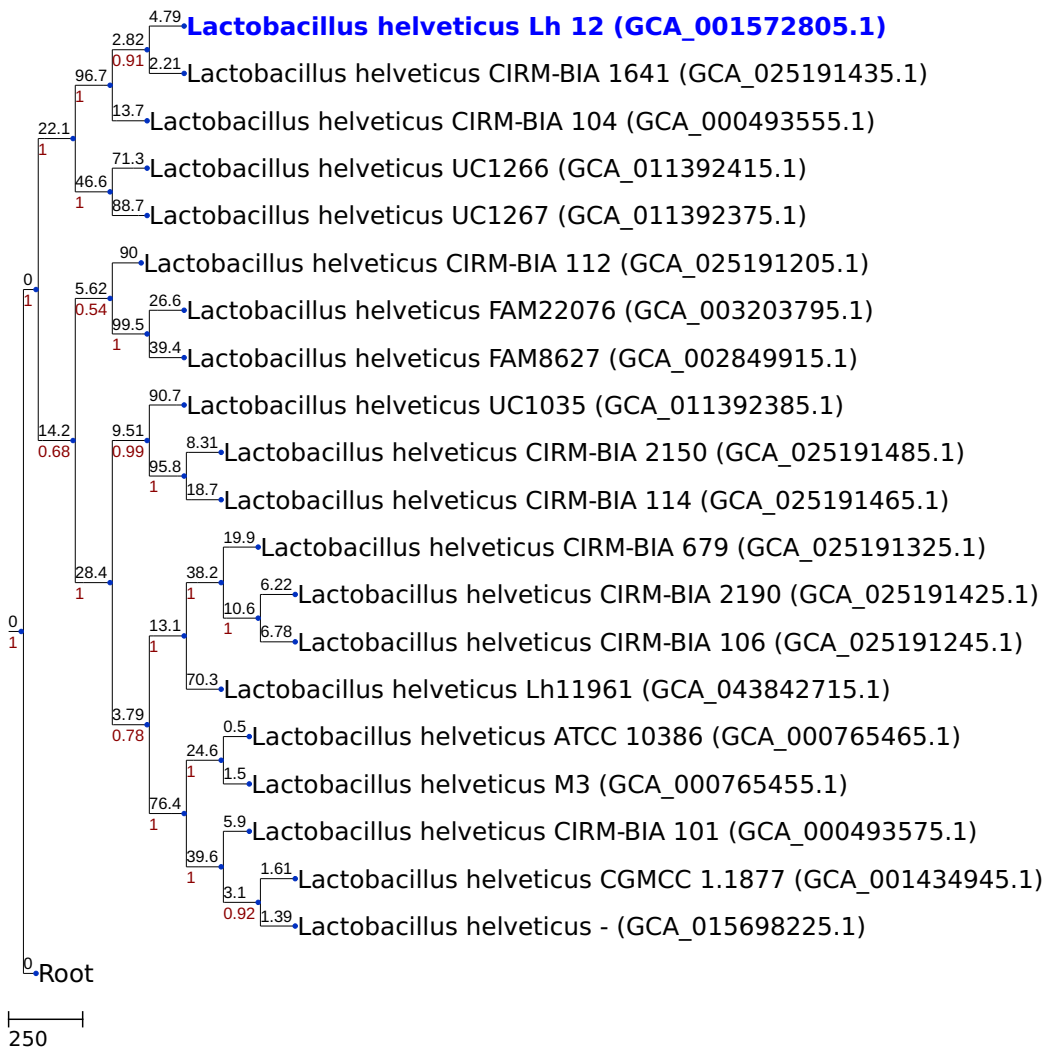 4.79
Lactobacillus helveticus Lh 12 (GCA_001572805.1)
2.82
0.91
2.21
Lactobacillus helveticus CIRM-BIA 1641 (GCA_025191435.1)
96.7
1
13.7
Lactobacillus helveticus CIRM-BIA 104 (GCA_000493555.1)
22.1
1
71.3
Lactobacillus helveticus UC1266 (GCA_011392415.1)
46.6
1
88.7
Lactobacillus helveticus UC1267 (GCA_011392375.1)
90
Lactobacillus helveticus CIRM-BIA 112 (GCA_025191205.1)
0
1
5.62
0.54
26.6
Lactobacillus helveticus FAM22076 (GCA_003203795.1)
99.5
1
39.4
Lactobacillus helveticus FAM8627 (GCA_002849915.1)
90.7
Lactobacillus helveticus UC1035 (GCA_011392385.1)
14.2
0.68
9.51
0.99
8.31
Lactobacillus helveticus CIRM-BIA 2150 (GCA_025191485.1)
95.8
1
18.7
Lactobacillus helveticus CIRM-BIA 114 (GCA_025191465.1)
19.9
Lactobacillus helveticus CIRM-BIA 679 (GCA_025191325.1)
28.4
1
38.2
1
6.22
Lactobacillus helveticus CIRM-BIA 2190 (GCA_025191425.1)
10.6
1
0
1
13.1
1
6.78
Lactobacillus helveticus CIRM-BIA 106 (GCA_025191245.1)
70.3
Lactobacillus helveticus Lh11961 (GCA_043842715.1)
3.79
0.78
0.5
Lactobacillus helveticus ATCC 10386 (GCA_000765465.1)
24.6
1
1.5
Lactobacillus helveticus M3 (GCA_000765455.1)
76.4
1
5.9
Lactobacillus helveticus CIRM-BIA 101 (GCA_000493575.1)
39.6
1
1.61
Lactobacillus helveticus CGMCC 1.1877 (GCA_001434945.1)
3.1
0.92
1.39
Lactobacillus helveticus - (GCA_015698225.1)
0
Root
250